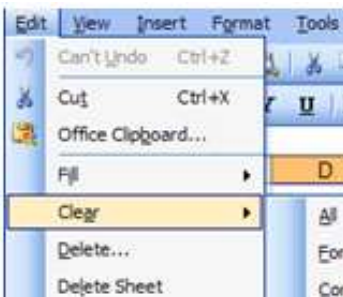 Edit View Insert Format Tools
Can't Undo Ctrl+Z
Cut Ctrl+X
U
Office Clipboard...
Fill
D
Clear
All
Delete...
Delete Sheet